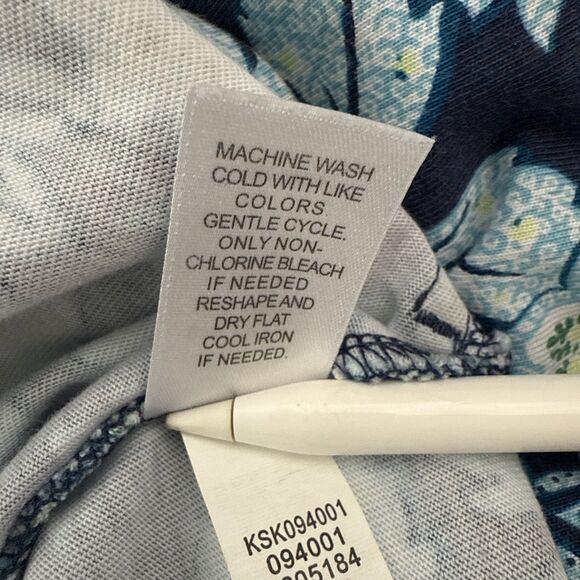 MACHINE WASH
COLD WITH LIKE
COLORS.
GENTLE CYCLE.
ONLY NON-
CHLORINE BLEACH
IF NEEDED
RESHAPE AND
DRY FLAT
COOL IRON
IF NEEDED.
KSK094001
094001